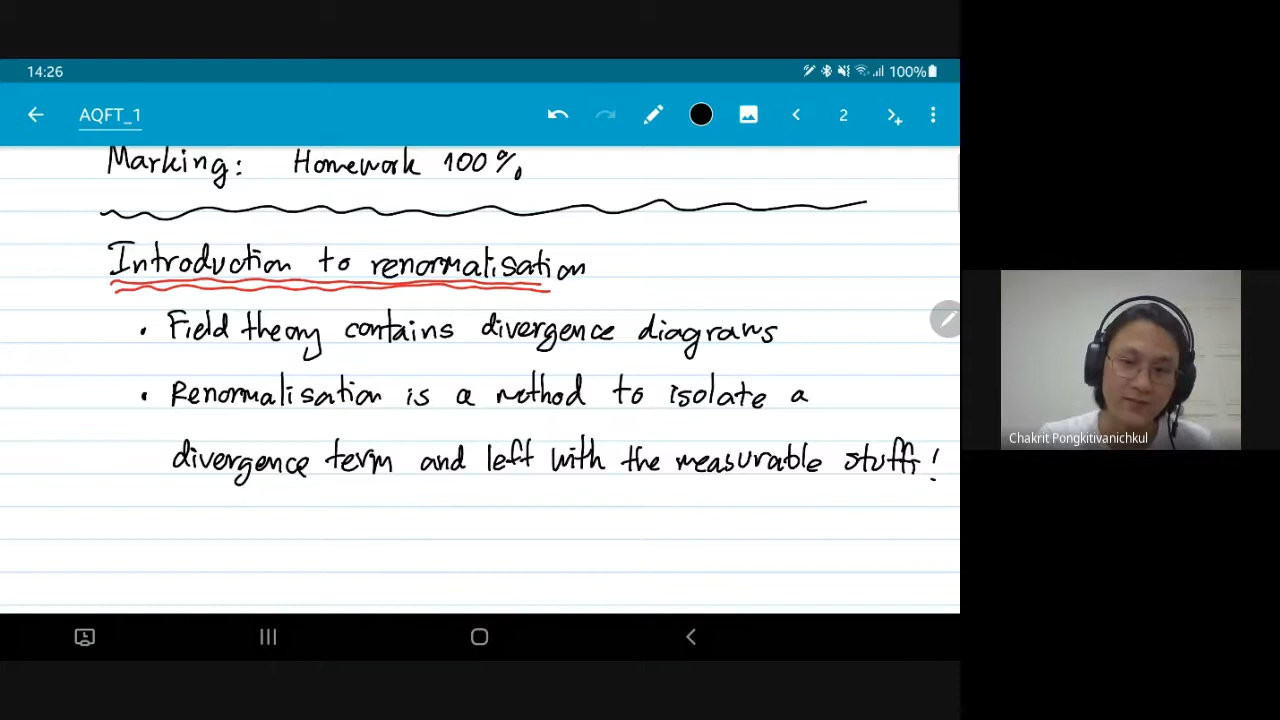 14:26
100%
AQFT_1
2
Marking: Homework 100%
Introduction to renormalisation
• Field theory contains divergence diagrams
• Renormalisation is a method to isolate a
divergence term and left with the measurable stuffs!
Chakrit Pongkitivanichkul